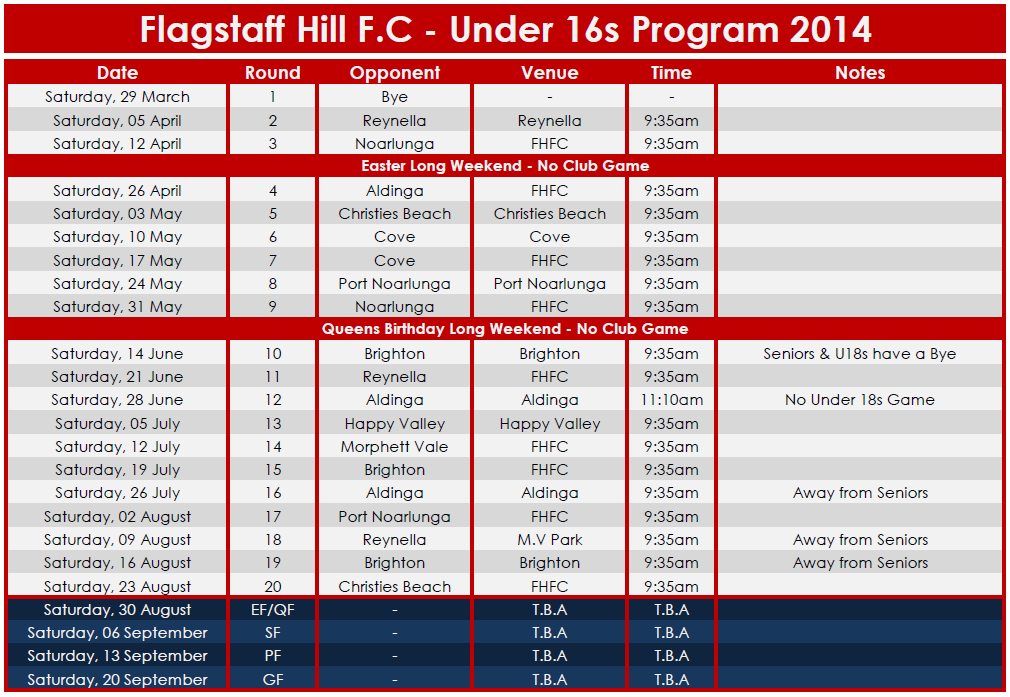 Flagstaff Hill F.C - Under 16s Program 2014
Date Round Opponent Venue Time Notes
Saturday, 29 March 1 Bye - -
Saturday, 05 April 2 Reynella Reynella 9:35am
Saturday, 12 April 3 Noarlunga FHFC 9:35am
Easter Long Weekend - No Club Game
Saturday, 26 April 4 Aldinga FHFC 9:35am
Saturday, 03 May 5 Christies Beach Christies Beach 9:35am
Saturday, 10 May 6 Cove Cove 9:35am
Saturday, 17 May 7 Cove FHFC 9:35am
Saturday, 24 May 8 Port Noarlunga Port Noarlunga 9:35am
Saturday, 31 May 9 Noarlunga FHFC 9:35am
Queens Birthday Long Weekend - No Club Game
Saturday, 14 June 10 Brighton Brighton 9:35am Seniors & U18s have a Bye
Saturday, 21 June 11 Reynella FHFC 9:35am
Saturday, 28 June 12 Aldinga Aldinga 11:10am No Under 18s Game
Saturday, 05 July 13 Happy Valley Happy Valley 9:35am
Saturday, 12 July 14 Morphett Vale FHFC 9:35am
Saturday, 19 July 15 Brighton FHFC 9:35am
Saturday, 26 July 16 Aldinga Aldinga 9:35am Away from Seniors
Saturday, 02 August 17 Port Noarlunga FHFC 9:35am
Saturday, 09 August 18 Reynella M.V Park 9:35am Away from Seniors
Saturday, 16 August 19 Brighton Brighton 9:35am Away from Seniors
Saturday, 23 August 20 Christies Beach FHFC 9:35am
Saturday, 30 August EF/QF - T.B.A T.B.A
Saturday, 06 September SF - T.B.A T.B.A
Saturday, 13 September PF - T.B.A T.B.A
Saturday, 20 September GF - T.B.A T.B.A